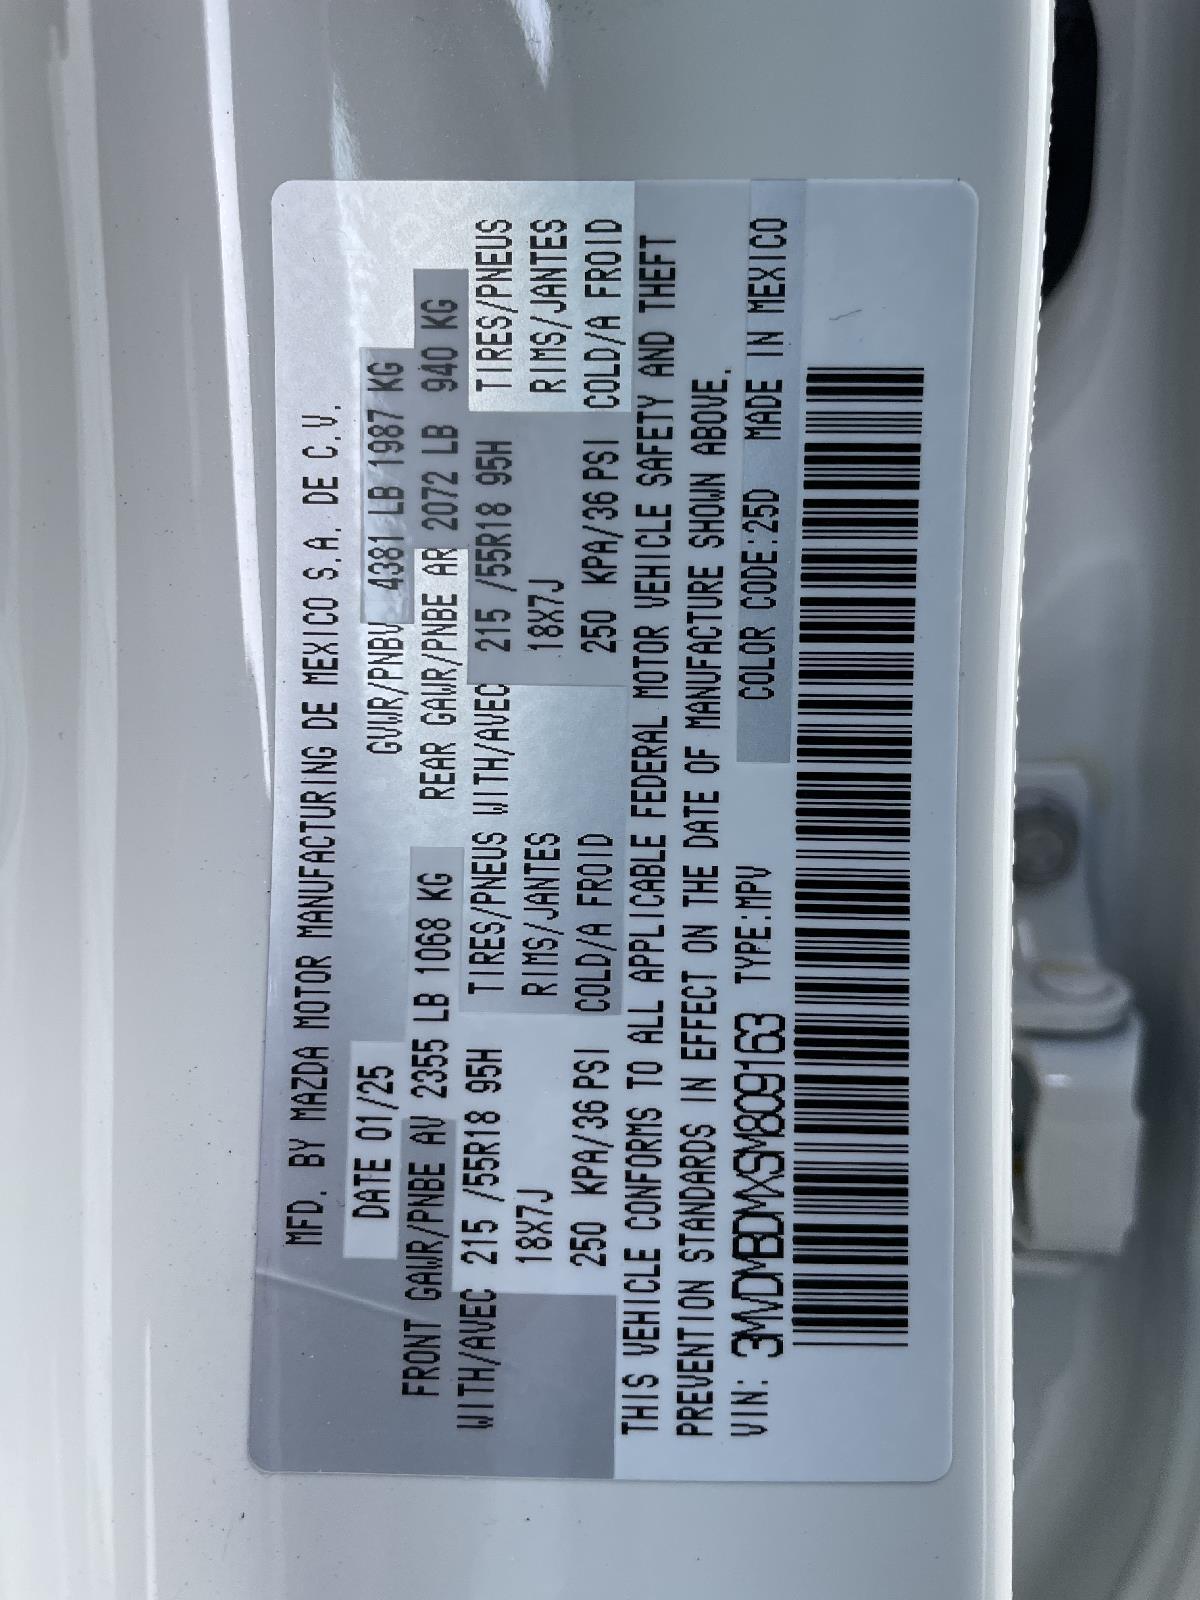 MFD. BY MAZDA MOTOR MANUFACTURING DE MEXICO S.A. DE C.V.
DATE 01/25 GVWR/PNBV 4381 LB 1987 KG
FRONT GAWR/PNBE AV 2355 LB 1068 KG REAR GAWR/PNBE AR 2072 LB 940 KG
WITH/AVEC 215 /55R18 95H TIRES/PNEUS WITH/AVEC 215 /55R18 95H TIRES/PNEUS
18X7J RIMS/JANTES 18X7J RIMS/JANTES
250 KPA/36 PSI COLD/A FROID 250 KPA/36 PSI COLD/A FROID
THIS VEHICLE CONFORMS TO ALL APPLICABLE FEDERAL MOTOR VEHICLE SAFETY AND THEFT
PREVENTION STANDARDS IN EFFECT ON THE DATE OF MANUFACTURE SHOWN ABOVE.
VIN: 3MVDMBDMXSM809163 TYPE:MPV COLOR CODE:25D MADE IN MEXICO